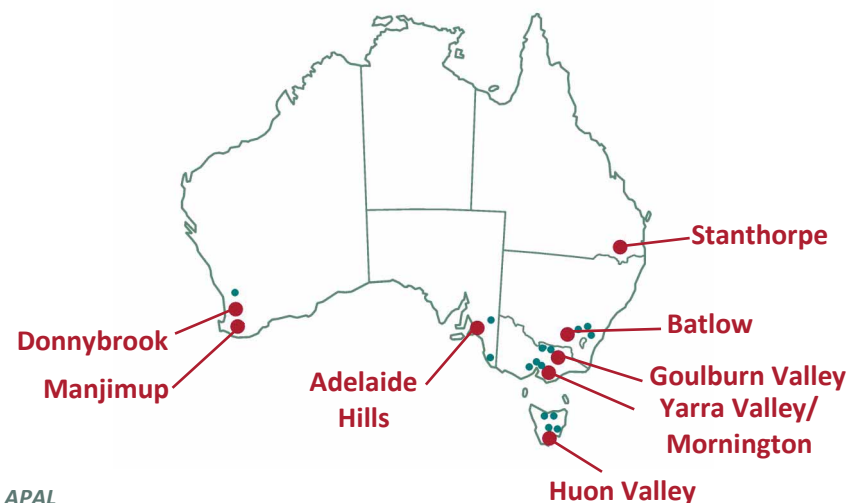 Stanthorpe
Batlow
Donnybrook
Goulburn Valley
Manjimup
Adelaide
Hills
Yarra Valley/
Mornington
Huon Valley
APAL